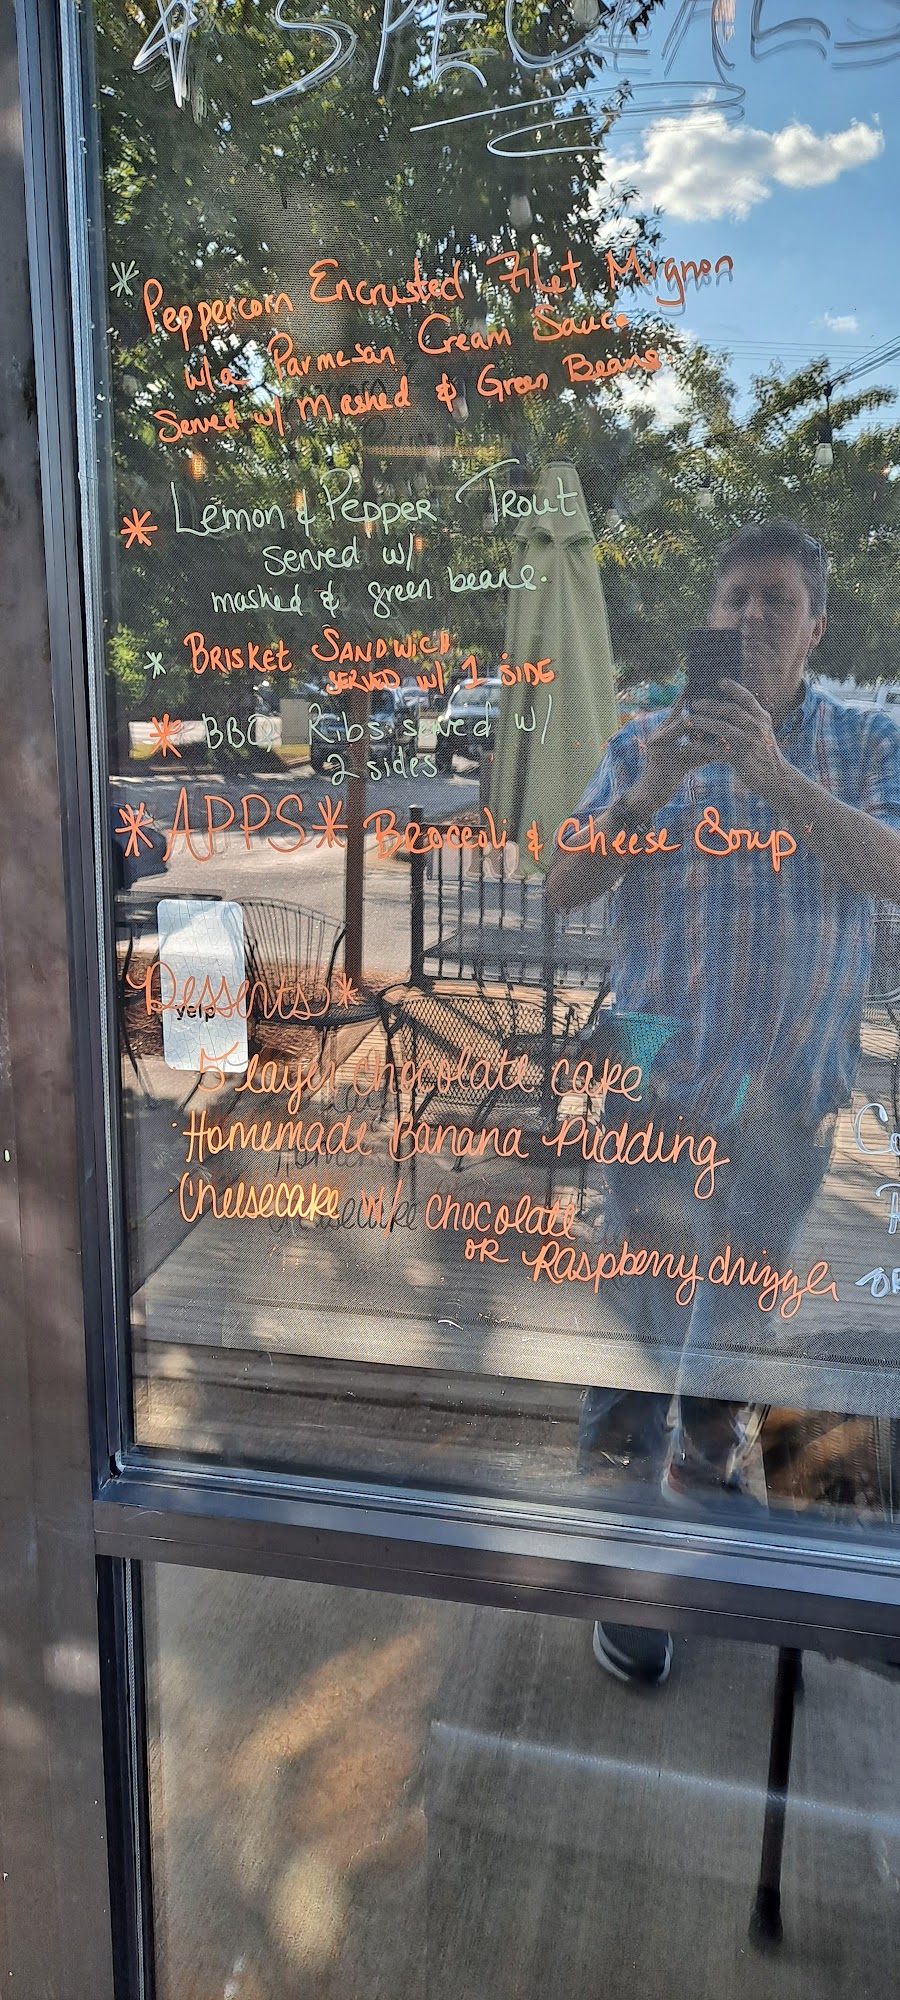 * SPECIALS
* Peppercorn Encrusted Filet Mignon
w/a Parmesan Cream Sauce
Served w/ Mashed & Green Beans.
* Lemon & Pepper Trout
served w/
mashed & green beans.
* BRISKET SANDWICH
SERVED W/ 1 SIDE
* BBQ Ribs served w/
2 sides
*APPS* Broccoli & Cheese Soup
Desserts*
yelp
5 layer chocolate cake
Homemade Banana Pudding
Cheesecake w/ chocolate
OR Raspberry drizzle
OR